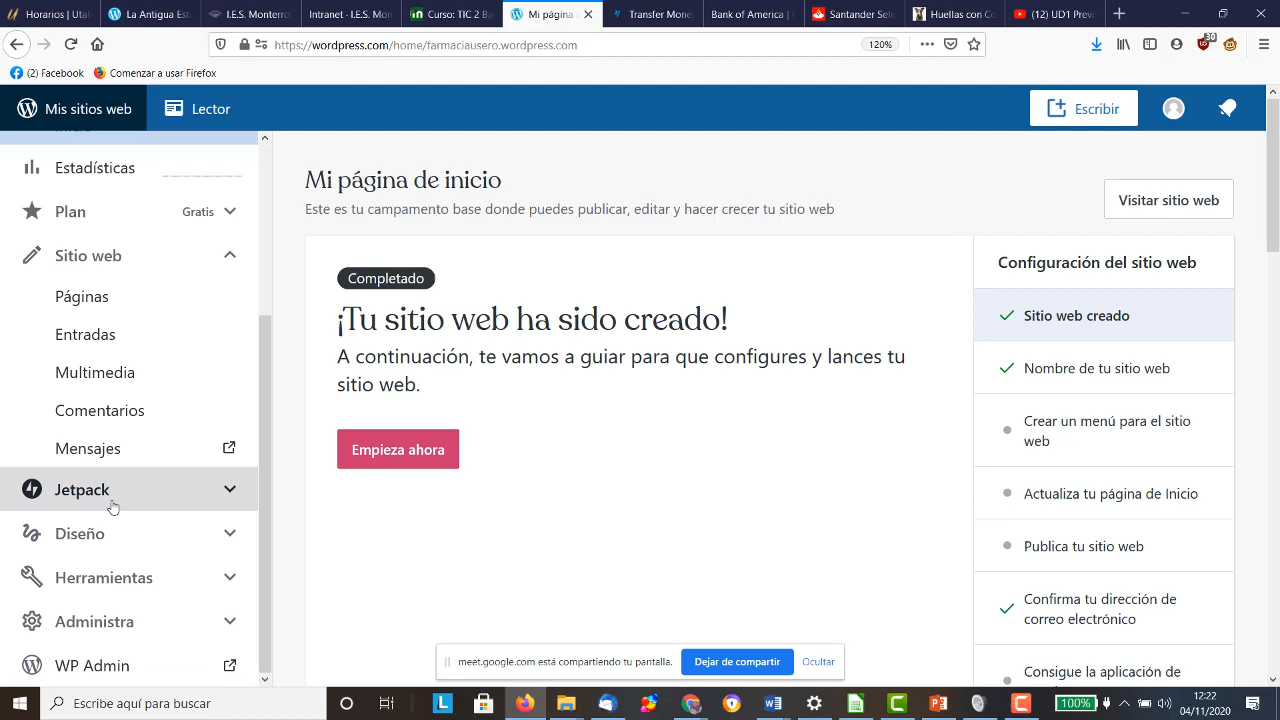 Horarios | Utal
La Antigua Esta
I.E.S. Monterro
Intranet - I.E.S. Mon
Curso: TIC 2 Ba
Mi página
Transfer Mone
Bank of America | S
Santander Sele
Huellas con Co
(12) UD1 Prev
https://wordpress.com/home/farmaciausero.wordpress.com
120%
30
(2) Facebook
Comenzar a usar Firefox
Mis sitios web
Lector
Escribir
Estadísticas
Plan
Gratis
Sitio web
Páginas
Entradas
Multimedia
Comentarios
Mensajes
Jetpack
Diseño
Herramientas
Administra
WP Admin
Mi página de inicio
Este es tu campamento base donde puedes publicar, editar y hacer crecer tu sitio web
Visitar sitio web
Completado
¡Tu sitio web ha sido creado!
A continuación, te vamos a guiar para que configures y lances tu
sitio web.
Empieza ahora
Configuración del sitio web
Sitio web creado
Nombre de tu sitio web
Crear un menú para el sitio
web
Actualiza tu página de Inicio
Publica tu sitio web
Confirma tu dirección de
correo electrónico
Consigue la aplicación de
meet.google.com está compartiendo tu pantalla.
Dejar de compartir
Ocultar
Escribe aquí para buscar
100%
12:22
04/11/2020